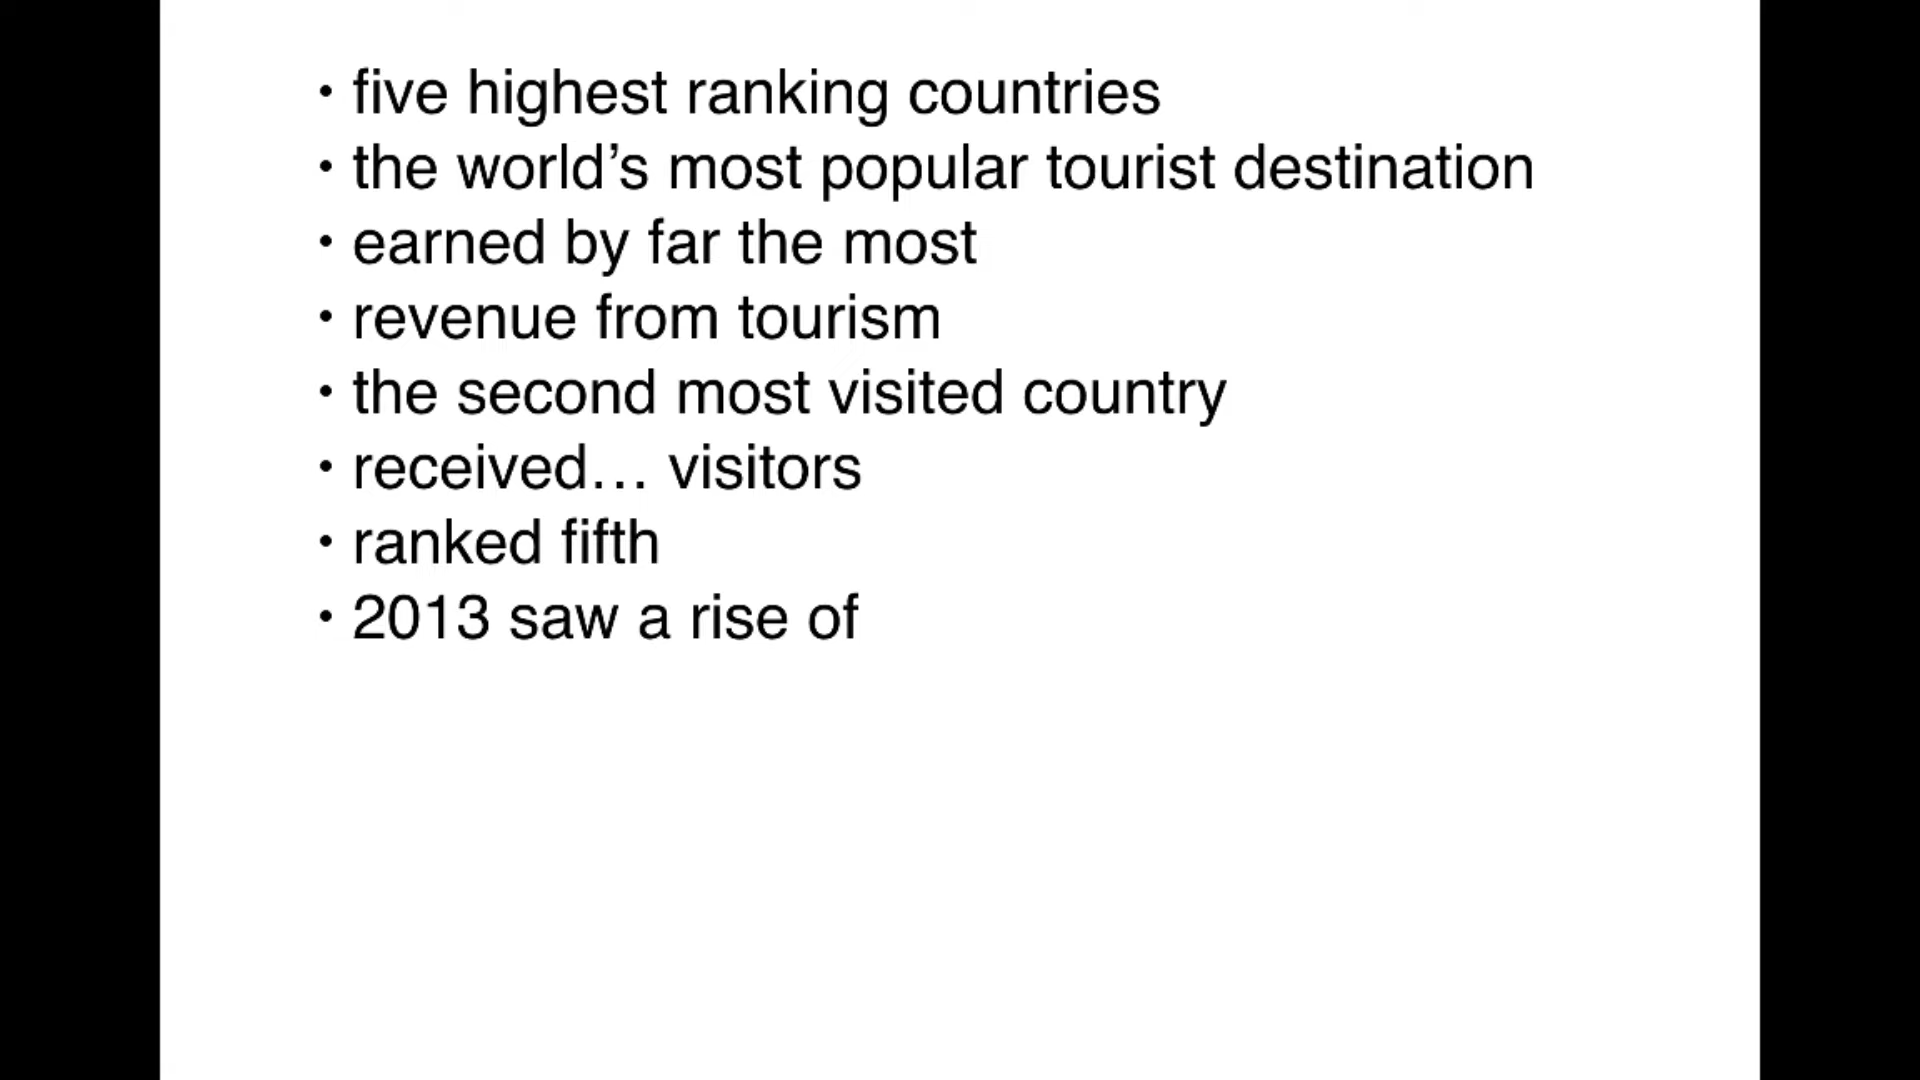 • five highest ranking countries
• the world’s most popular tourist destination
• earned by far the most
• revenue from tourism
• the second most visited country
• received… visitors
• ranked fifth
• 2013 saw a rise of